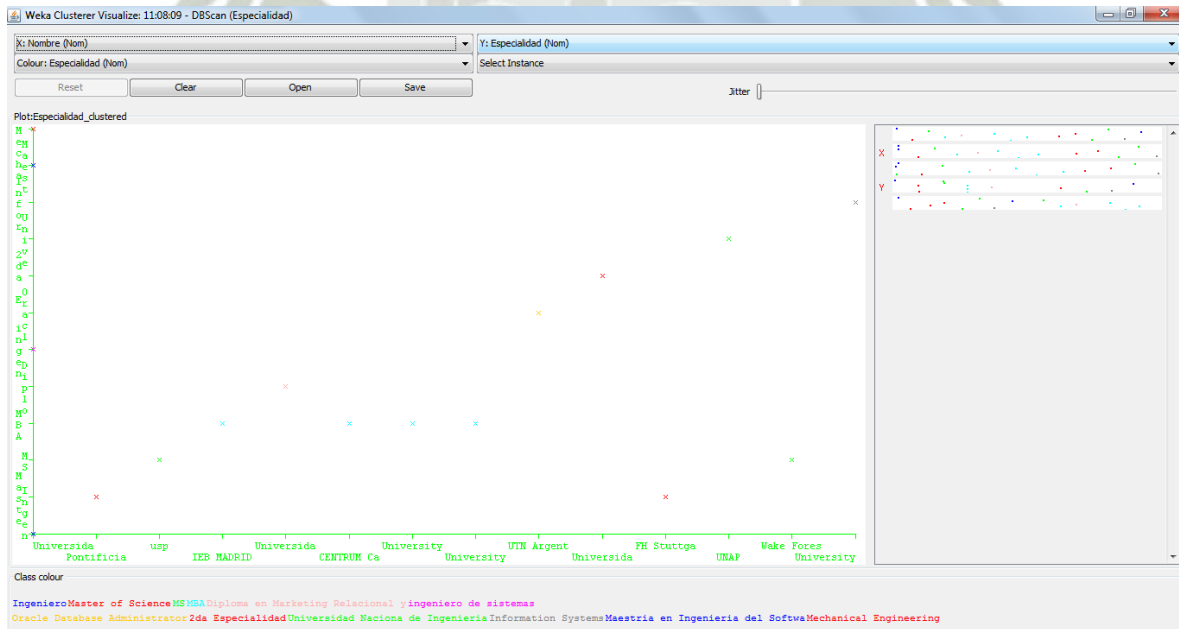 Weka Clusterer Visualize: 11:08:09 - DBScan (Especialidad)
X: Nombre (Nom)
Y: Especialidad (Nom)
Colour: Especialidad (Nom)
Select Instance
Reset
Clear
Open
Save
Jitter
Plot:Especialidad_clustered
X
Y
Universida
usp
Universida
University
UTN Argent
FH Stuttga
Wake Fores
Pontificia
IEB MADRID
CENTRUM Ca
University
Universida
UNAP
University
Class colour
Ingeniero Master of Science MS MBA Diploma en Marketing Relacional y ingeniero de sistemas
Oracle Database Administrator 2da Especialidad Universidad Naciona de Ingenieria Information Systems Maestria en Ingenieria del Softwa Mechanical Engineering